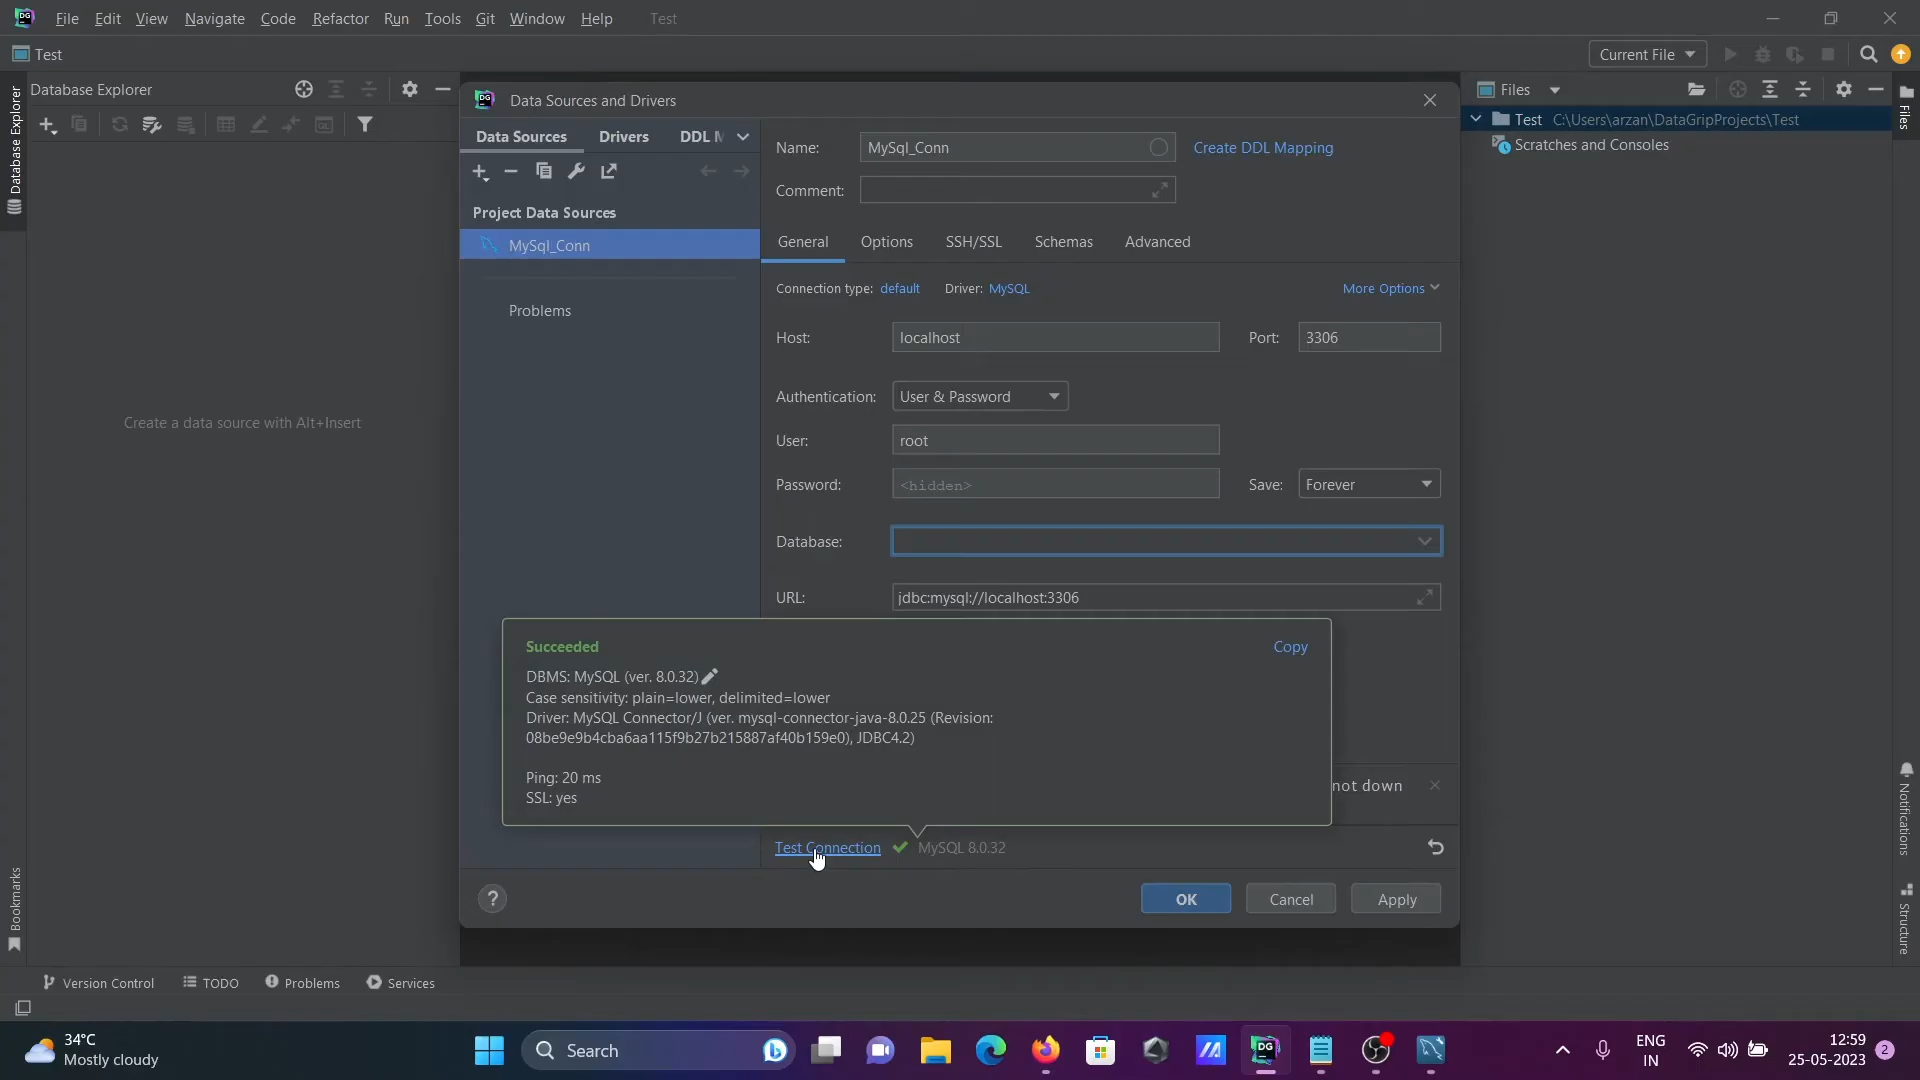 DG File Edit View Navigate Code Refactor Run Tools Git Window Help Test
Test Current File
Database Explorer
Database Explorer
Create a data source with Alt+Insert
Bookmarks
DG Data Sources and Drivers
Data Sources Drivers DDL M
Project Data Sources
MySql_Conn
Problems
Name: MySql_Conn Create DDL Mapping
Comment:
General Options SSH/SSL Schemas Advanced
Connection type: default Driver: MySQL More Options
Host: localhost Port: 3306
Authentication: User & Password
User: root
Password: <hidden> Save: Forever
Database:
URL: jdbc:mysql://localhost:3306
Succeeded Copy
DBMS: MySQL (ver. 8.0.32)
Case sensitivity: plain=lower, delimited=lower
Driver: MySQL Connector/J (ver. mysql-connector-java-8.0.25 (Revision:
08be9e9b4cba6aa115f9b27b215887af40b159e0), JDBC4.2)
Ping: 20 ms
SSL: yes
not down
Test Connection MySQL 8.0.32
? OK Cancel Apply
Files
Test C:\Users\arzan\DataGripProjects\Test
Scratches and Consoles
Files
Notifications
Structure
Version Control TODO Problems Services
34°C
Mostly cloudy
Search
DG
ENG
IN
12:59
25-05-2023
2